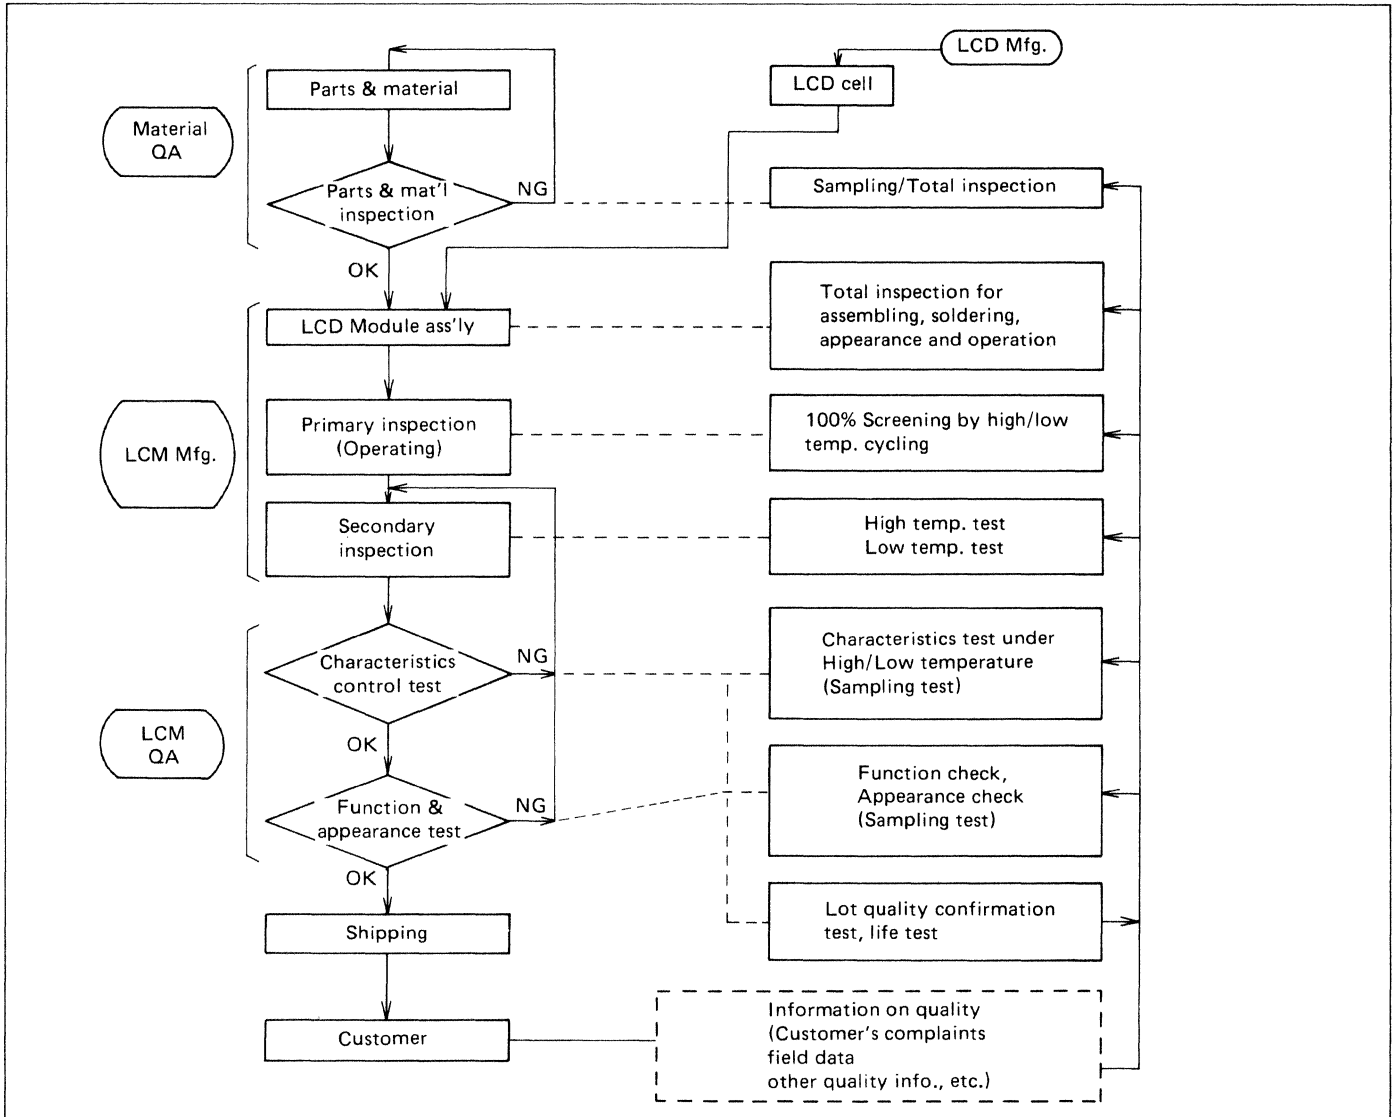 LCD Mfg.
Parts & material
LCD cell
Material
QA
Parts & mat'l
inspection
NG
Sampling/Total inspection
OK
LCD Module ass'ly
Total inspection for
assembling, soldering,
appearance and operation
LCM Mfg.
Primary inspection
(Operating)
100% Screening by high/low
temp. cycling
Secondary
inspection
High temp. test
Low temp. test
Characteristics
control test
NG
Characteristics test under
High/Low temperature
(Sampling test)
LCM
QA
OK
Function &
appearance test
NG
Function check,
Appearance check
(Sampling test)
OK
Shipping
Lot quality confirmation
test, life test
Customer
Information on quality
(Customer's complaints
field data
other quality info., etc.)